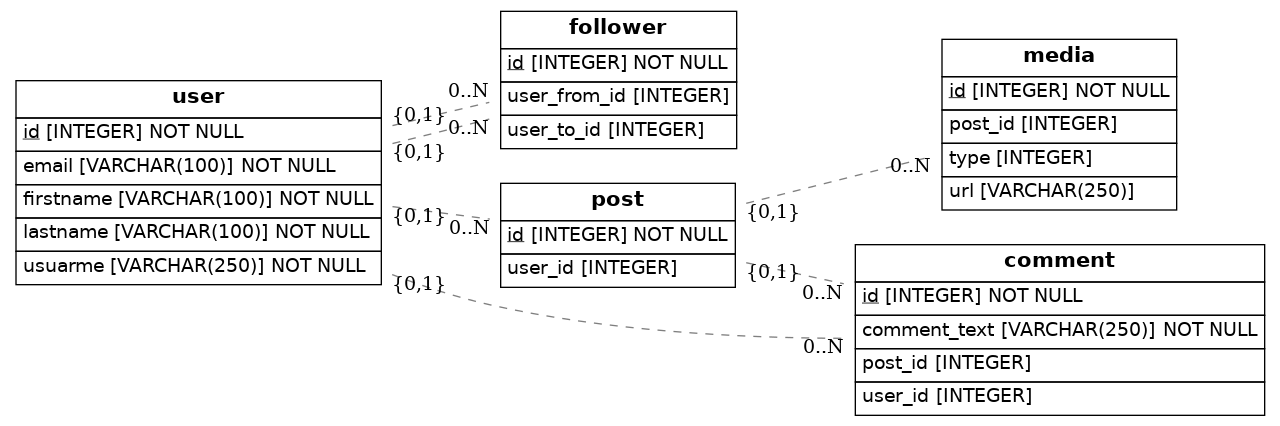 user
id [INTEGER] NOT NULL
email [VARCHAR(100)] NOT NULL
firstname [VARCHAR(100)] NOT NULL
lastname [VARCHAR(100)] NOT NULL
usuarme [VARCHAR(250)] NOT NULL
{0,1}
0..N
{0,1}
0..N
{0,1}
0..N
{0,1}
0..N
follower
id [INTEGER] NOT NULL
user_from_id [INTEGER]
user_to_id [INTEGER]
post
id [INTEGER] NOT NULL
user_id [INTEGER]
{0,1}
0..N
{0,1}
0..N
media
id [INTEGER] NOT NULL
post_id [INTEGER]
type [INTEGER]
url [VARCHAR(250)]
comment
id [INTEGER] NOT NULL
comment_text [VARCHAR(250)] NOT NULL
post_id [INTEGER]
user_id [INTEGER]